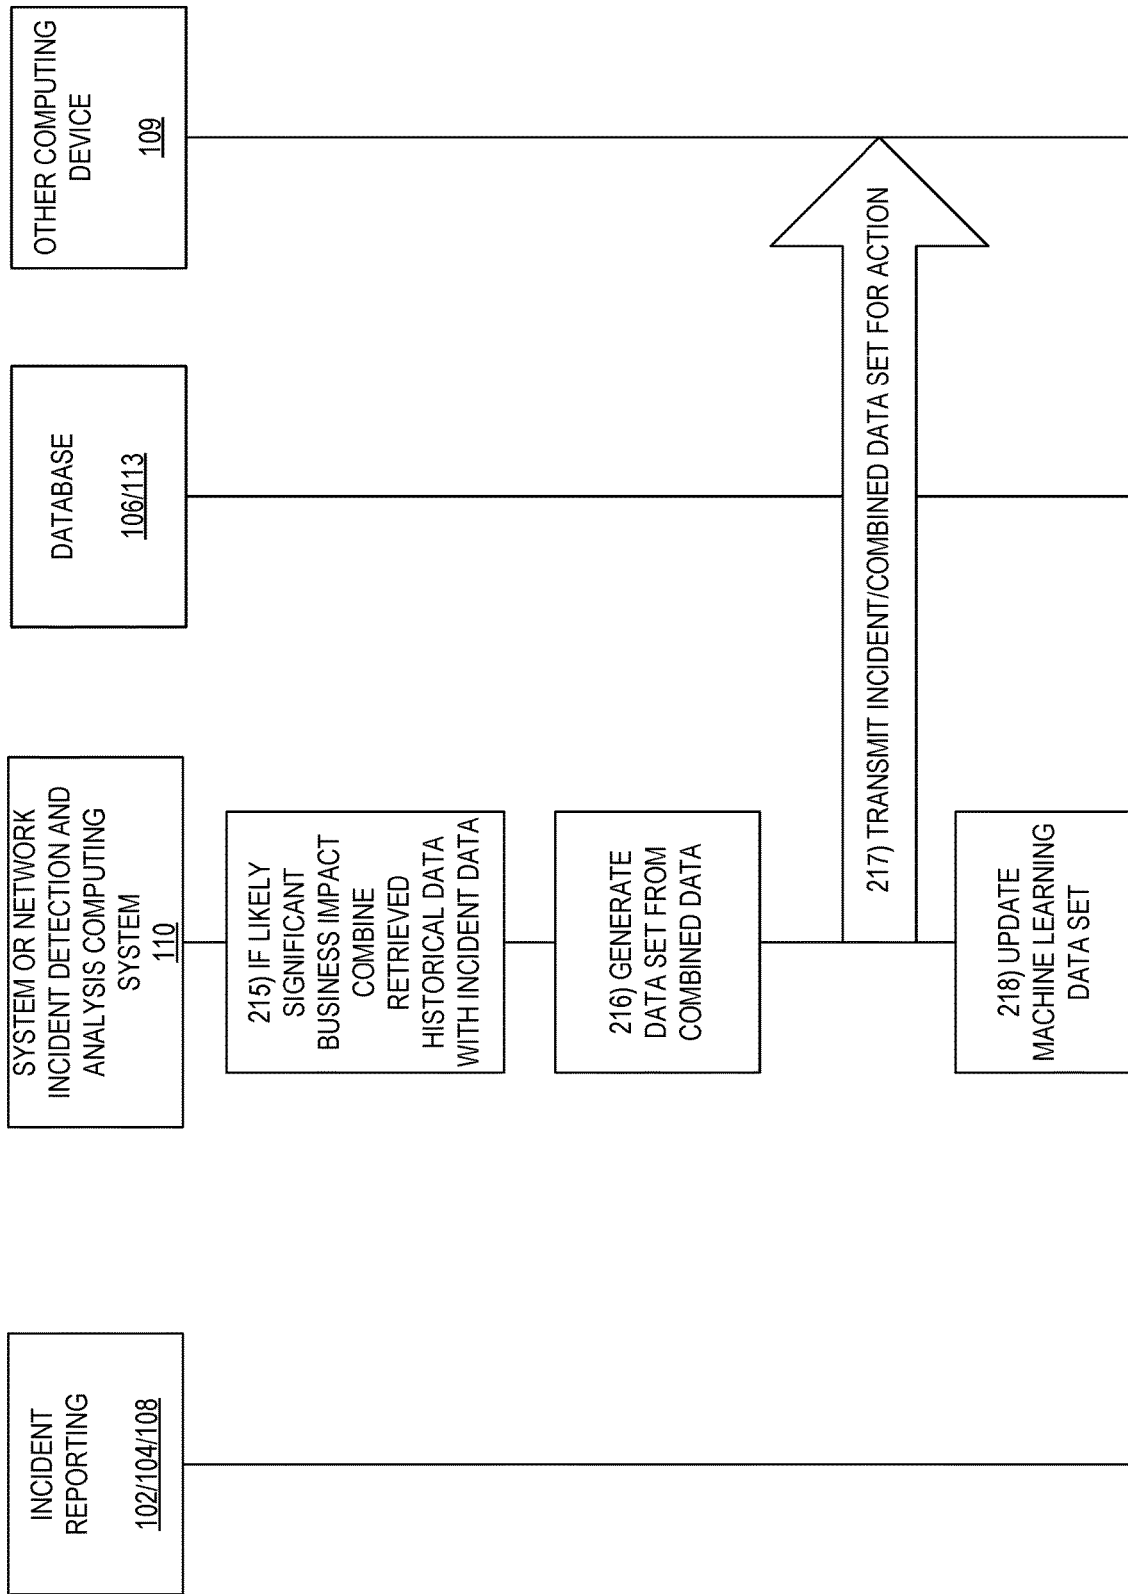 INCIDENT
REPORTING
102/104/108
SYSTEM OR NETWORK
INCIDENT DETECTION AND
ANALYSIS COMPUTING
SYSTEM
110
DATABASE
106/113
OTHER COMPUTING
DEVICE
109
215) IF LIKELY
SIGNIFICANT
BUSINESS IMPACT
COMBINE
RETRIEVED
HISTORICAL DATA
WITH INCIDENT DATA
216) GENERATE
DATA SET FROM
COMBINED DATA
217) TRANSMIT INCIDENT/COMBINED DATA SET FOR ACTION
218) UPDATE
MACHINE LEARNING
DATA SET